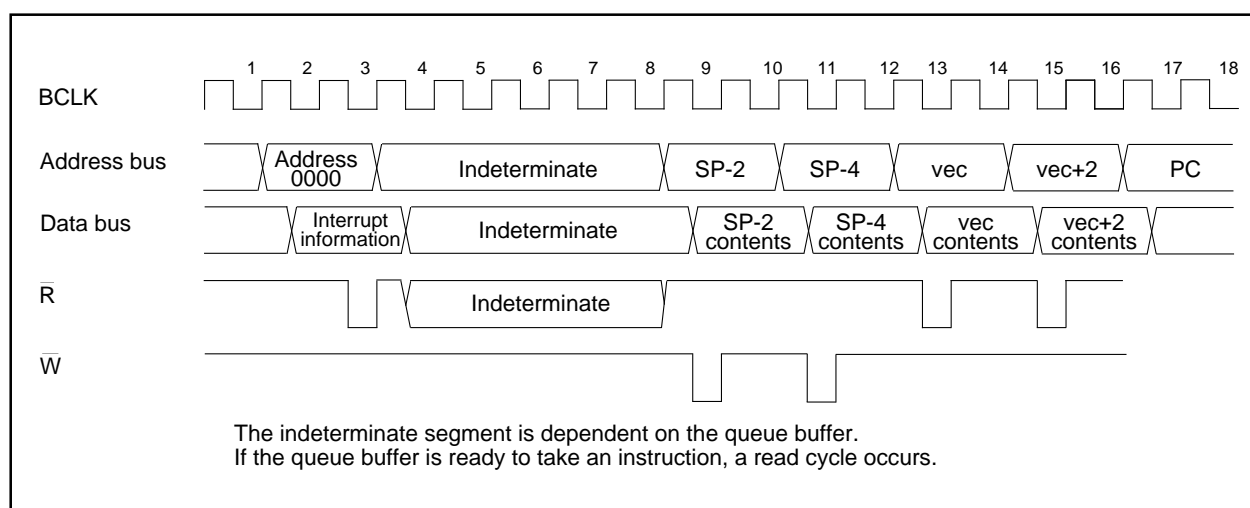 1 2 3 4 5 6 7 8 9 10 11 12 13 14 15 16 17 18
BCLK
Address bus
Address
0000
Indeterminate
SP-2
SP-4
vec
vec+2
PC
Data bus
Interrupt
information
Indeterminate
SP-2
contents
SP-4
contents
vec
contents
vec+2
contents
R̅
Indeterminate
W̅
The indeterminate segment is dependent on the queue buffer.
If the queue buffer is ready to take an instruction, a read cycle occurs.